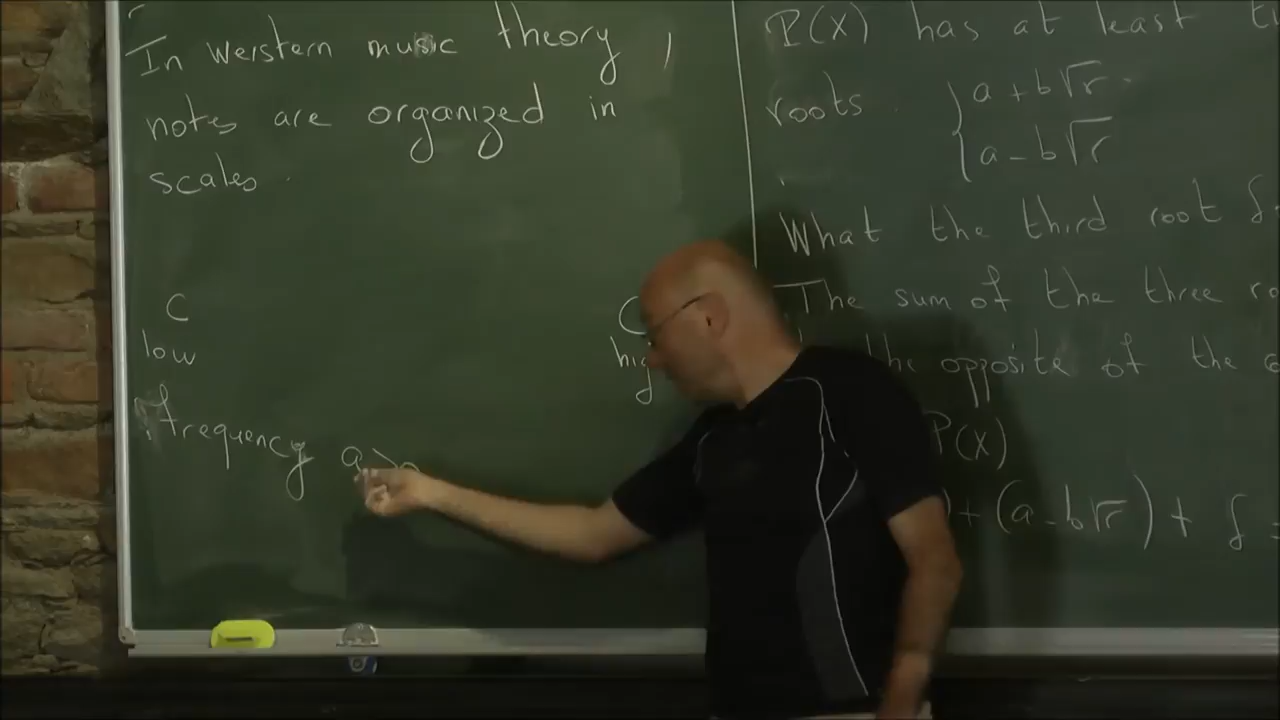 In weistern music theory,
notes are organized in
scales.
C
low
frequency a >
P(X) has at least
roots. { a + b√r
a - b√r
What the third root
The sum of the three
the opposite of the
P(X)
) + (a - b√r) +